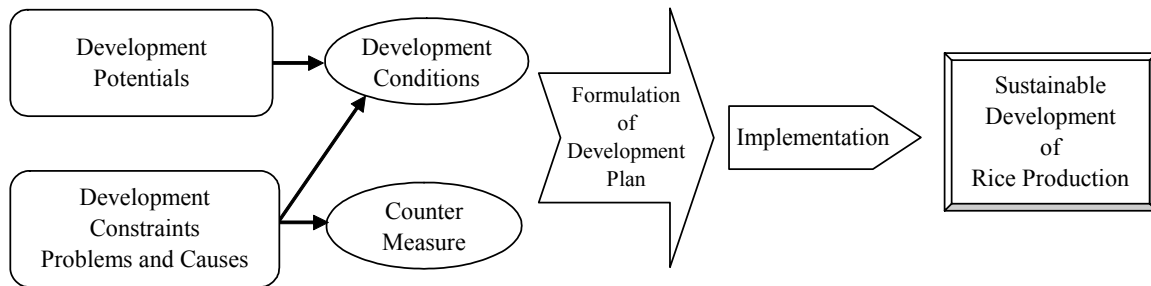 Development
Potentials
Development
Conditions
Development
Constraints
Problems and Causes
Counter
Measure
Formulation
of
Development
Plan
Implementation
Sustainable
Development
of
Rice Production